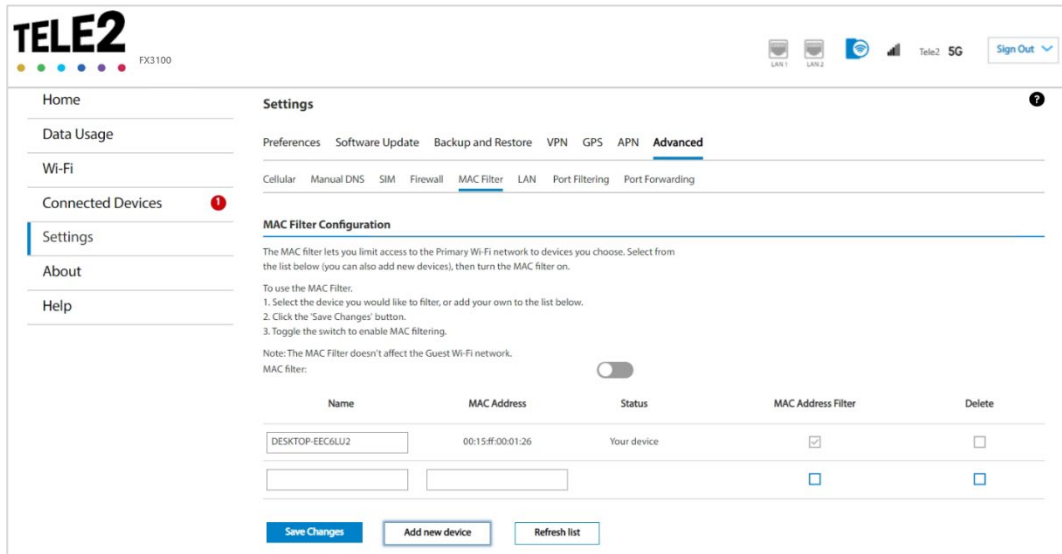 TELE2
FX3100
LAN 1
LAN 2
Tele2 5G
Sign Out
Home
Data Usage
Wi-Fi
Connected Devices 1
Settings
About
Help
Settings
?
Preferences Software Update Backup and Restore VPN GPS APN Advanced
Cellular Manual DNS SIM Firewall MAC Filter LAN Port Filtering Port Forwarding
MAC Filter Configuration
The MAC filter lets you limit access to the Primary Wi-Fi network to devices you choose. Select from
the list below (you can also add new devices), then turn the MAC filter on.
To use the MAC Filter.
1. Select the device you would like to filter, or add your own to the list below.
2. Click the 'Save Changes' button.
3. Toggle the switch to enable MAC filtering.
Note: The MAC Filter doesn't affect the Guest Wi-Fi network.
MAC filter:
Name MAC Address Status MAC Address Filter Delete
DESKTOP-EEC6LU2 00:15:ff:00:01:26 Your device
Save Changes Add new device Refresh list